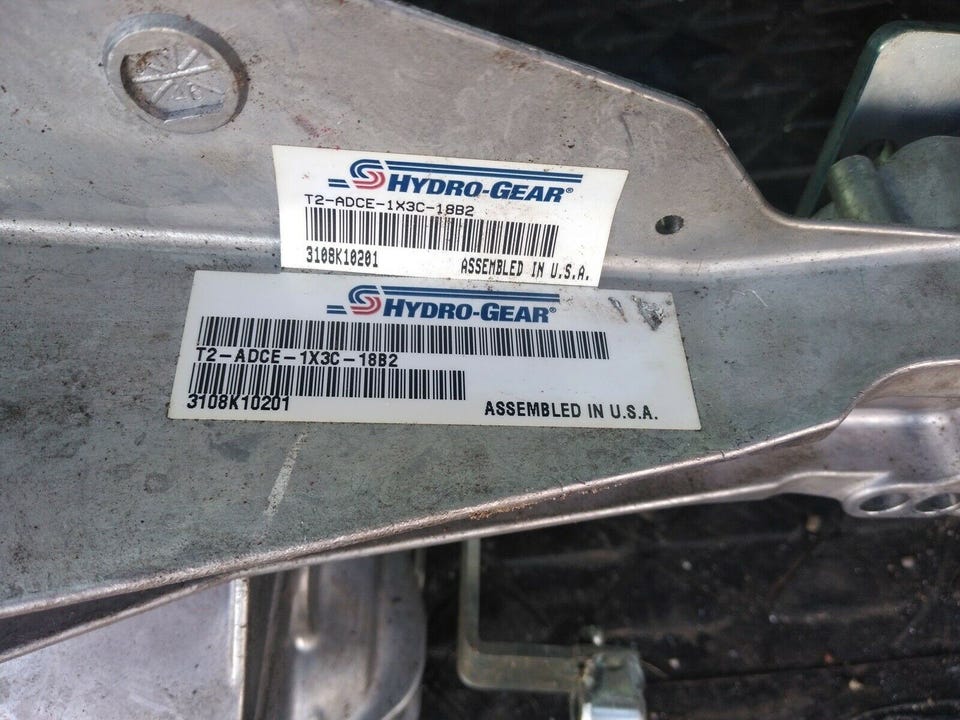 HYDRO-GEAR®
T2-ADCE-1X3C-18B2
3108K10201 ASSEMBLED IN U.S.A.
HYDRO-GEAR®
T2-ADCE-1X3C-18B2
3108K10201
ASSEMBLED IN U.S.A.